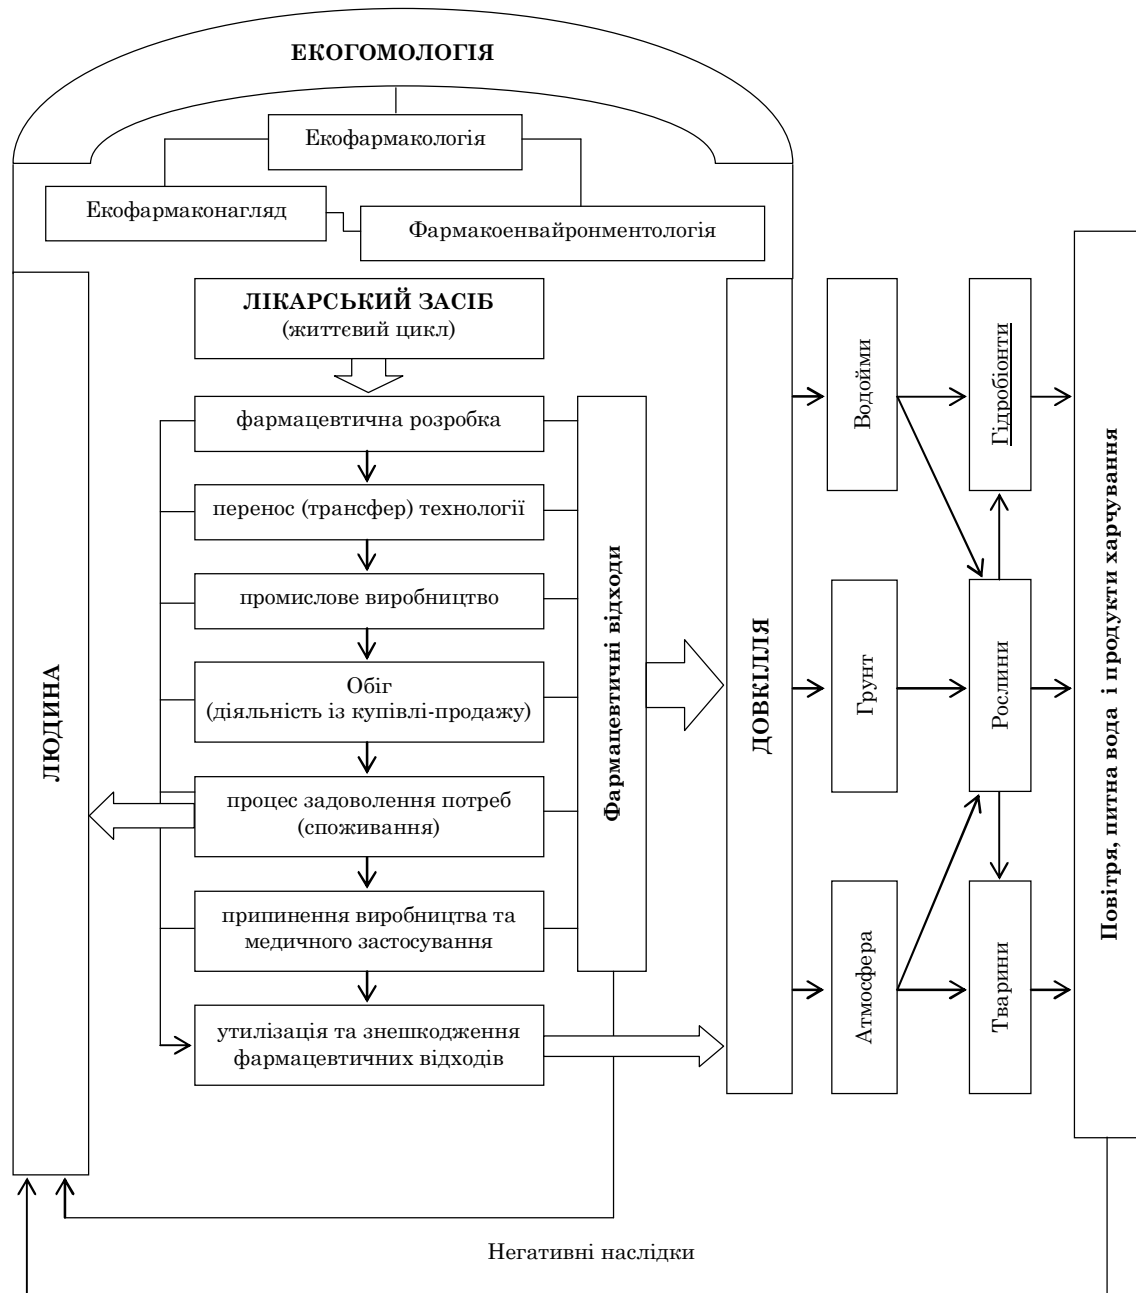 ЕКОГОМОЛОГІЯ
Екофармакологія
Екофармаконагляд
Фармакоенвайронментологія
ЛЮДИНА
ЛІКАРСЬКИЙ ЗАСІБ
(життєвий цикл)
фармацевтична розробка
перенос (трансфер) технології
промислове виробництво
Обіг
(діяльність із купівлі-продажу)
процес задоволення потреб
(споживання)
припинення виробництва та
медичного застосування
утилізація та знешкодження
фармацевтичних відходів
Фармацевтичні відходи
ДОВКІЛЛЯ
Водойми
Грунт
Атмосфера
Гідробіонти
Рослини
Тварини
Повітря, питна вода і продукти харчування
Негативні наслідки